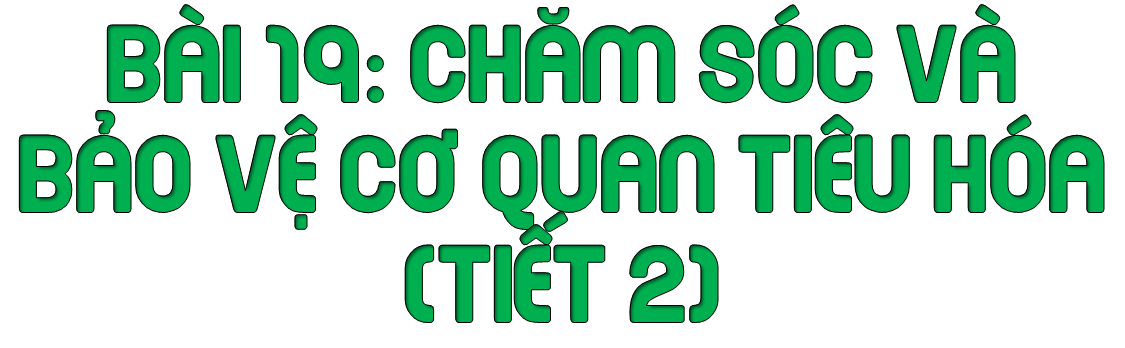 BÀI 19: CHĂM SÓC VÀ
BẢO VỆ CƠ QUAN TIÊU HÓA
(TIẾT 2)